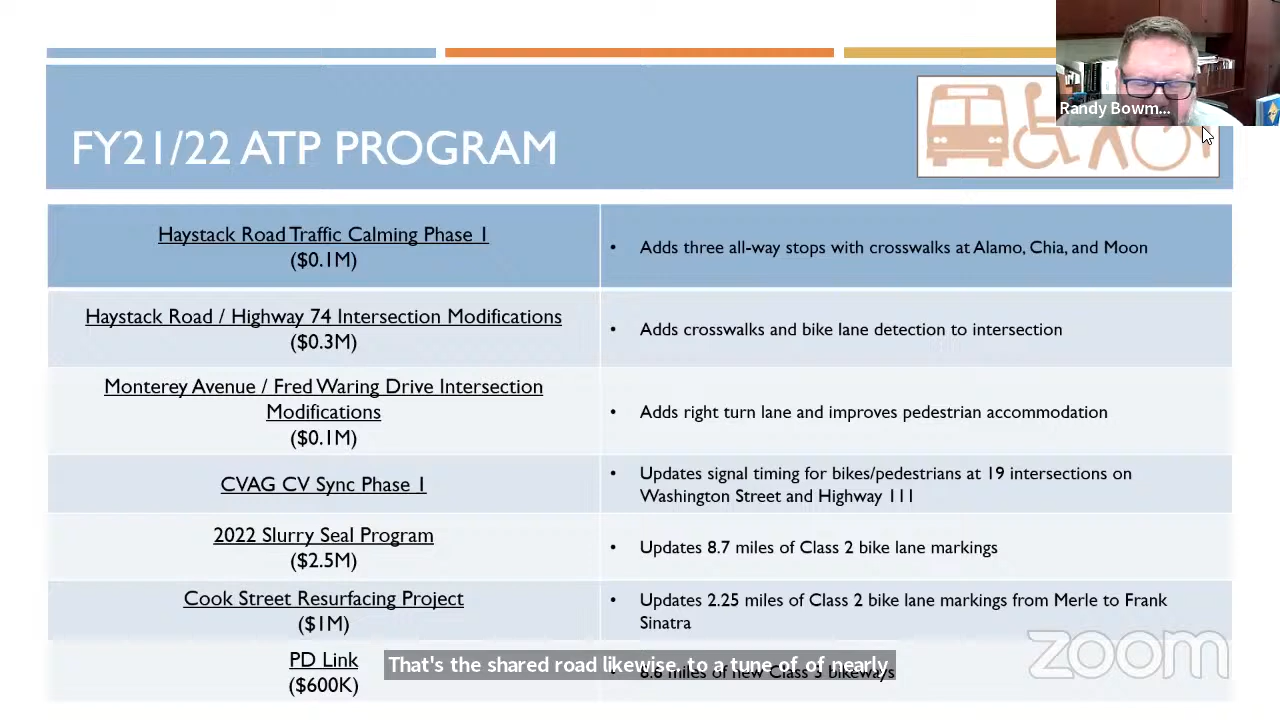 Randy Bowm...
FY21/22 ATP PROGRAM
Haystack Road Traffic Calming Phase 1
($0.1M)
• Adds three all-way stops with crosswalks at Alamo, Chia, and Moon
Haystack Road / Highway 74 Intersection Modifications
($0.3M)
• Adds crosswalks and bike lane detection to intersection
Monterey Avenue / Fred Waring Drive Intersection
Modifications
($0.1M)
• Adds right turn lane and improves pedestrian accommodation
CVAG CV Sync Phase 1
• Updates signal timing for bikes/pedestrians at 19 intersections on
Washington Street and Highway 111
2022 Slurry Seal Program
($2.5M)
• Updates 8.7 miles of Class 2 bike lane markings
Cook Street Resurfacing Project
($1M)
• Updates 2.25 miles of Class 2 bike lane markings from Merle to Frank
Sinatra
PD Link
($600K)
miles of new Class 3 bikeways
That's the shared road likewise, to a tune of of nearly
zoom